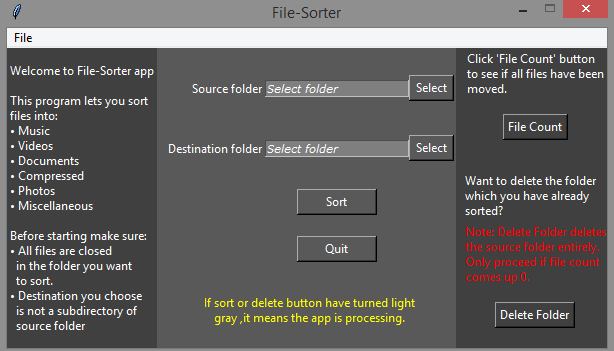 File-Sorter
File
Welcome to File-Sorter app
This program lets you sort
files into:
• Music
• Videos
• Documents
• Compressed
• Photos
• Miscellaneous
Before starting make sure:
• All files are closed
in the folder you want
to sort.
• Destination you choose
is not a subdirectory of
source folder
Source folder Select folder Select
Destination folder Select folder Select
Sort
Quit
If sort or delete button have turned light
gray ,it means the app is processing.
Click 'File Count' button
to see if all files have been
moved.
File Count
Want to delete the folder
which you have already
sorted?
Note: Delete Folder deletes
the source folder entirely.
Only proceed if file count
comes up 0.
Delete Folder